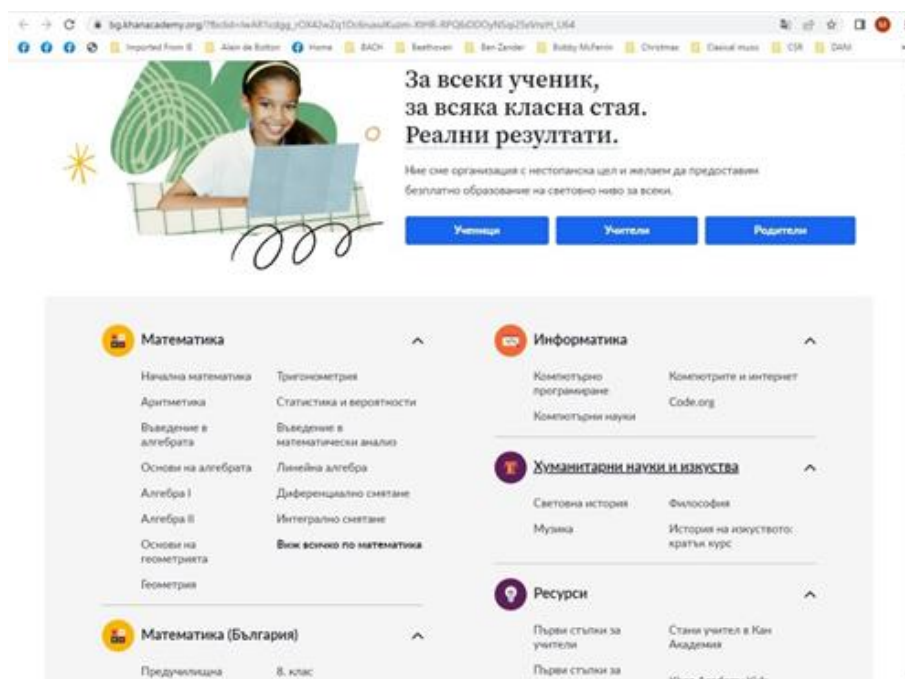 bg.khanacademy.org/
Imported From IE
Alain de Botton
Home
BACH
Beethoven
Ben Zander
Bobby McFerrin
Christmas
Clasical music
CSR
DANI
За всеки ученик,
за всяка класна стая.
Реални резултати.
Ние сме организация с нестопанска цел и желаем да предоставим
безплатно образование на световно ниво за всеки.
Ученици
Учители
Родители
Математика
Начална математика
Аритметика
Въведение в
алгебрата
Основи на алгебрата
Алгебра I
Алгебра II
Основи на
геометрията
Геометрия
Тригонометрия
Статистика и вероятности
Въведение в
математически анализ
Линейна алгебра
Диференциално смятане
Интегрално смятане
Виж всичко по математика
Математика (България)
Предучилищна
8. клас
Информатика
Компютърно
програмиране
Компютърни науки
Компютрите и интернет
Code.org
Хуманитарни науки и изкуства
Световна история
Музика
Философия
История на изкуството:
кратък курс
Ресурси
Първи стъпки за
учители
Първи стъпки за
Стани учител в Кан
Академия